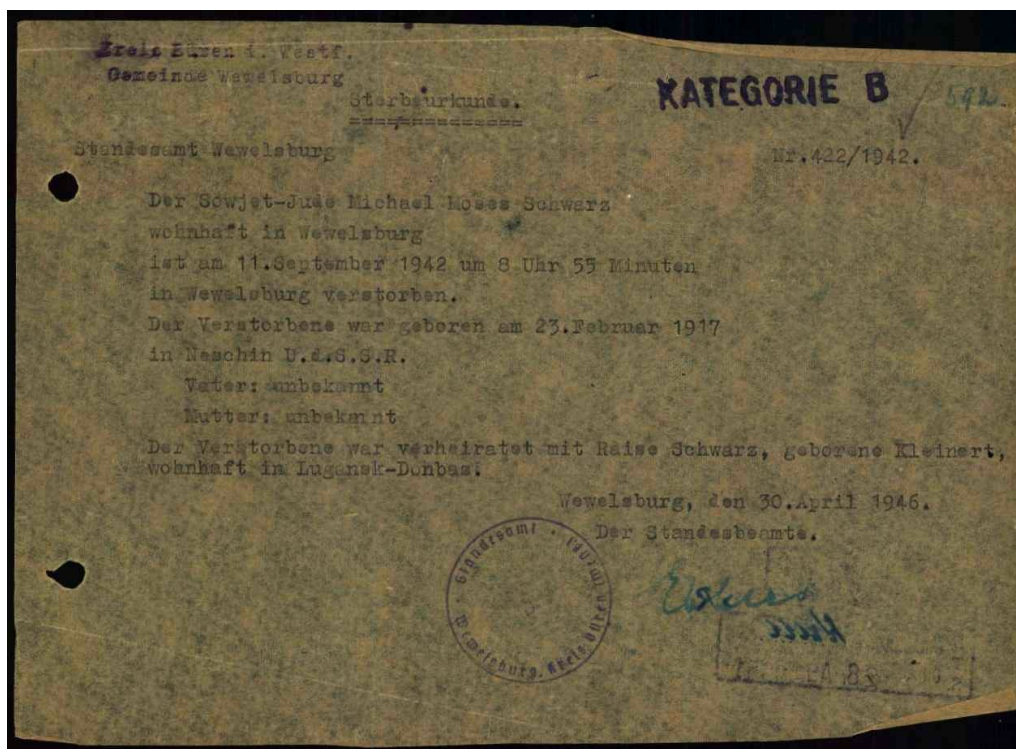 Kreis Büren i. Westf.
Gemeinde Wewelsburg
KATEGORIE B
592.
Sterbeurkunde.
Standesamt Wewelsburg
Nr.422/1942.
Der Sowjet-Jude Michael Moses Schwarz
wohnhaft in Wewelsburg
ist am 11.September 1942 um 8 Uhr 55 Minuten
in Wewelsburg verstorben.
Der Verstorbene war geboren am 23.Februar 1917
in Neschin U.d.S.S.R.
Vater: unbekannt
Mutter: unbekannt
Der Verstorbene war verheiratet mit Raise Schwarz, geborene Kleinert,
wohnhaft in Lugansk-Donbas.
Wewelsburg, den 30.April 1946.
Der Standesbeamte.
Standesamt
Wewelsburg, Kreis Büren